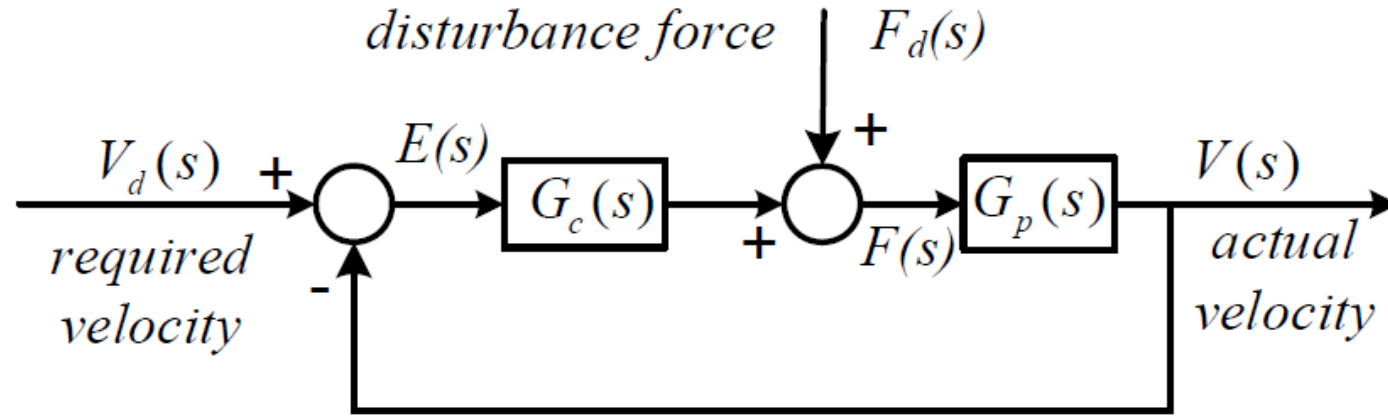 disturbance force F_d(s)
V_d(s) + E(s) G_c(s) + + F(s) G_p(s) V(s)
required velocity
-
actual velocity